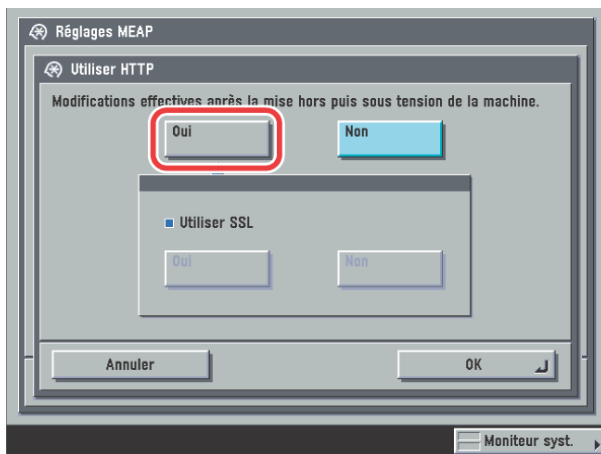 Réglages MEAP
Utiliser HTTP
Modifications effectives après la mise hors puis sous tension de la machine.
Oui Non
Utiliser SSL
Oui Non
Annuler OK
Moniteur syst.